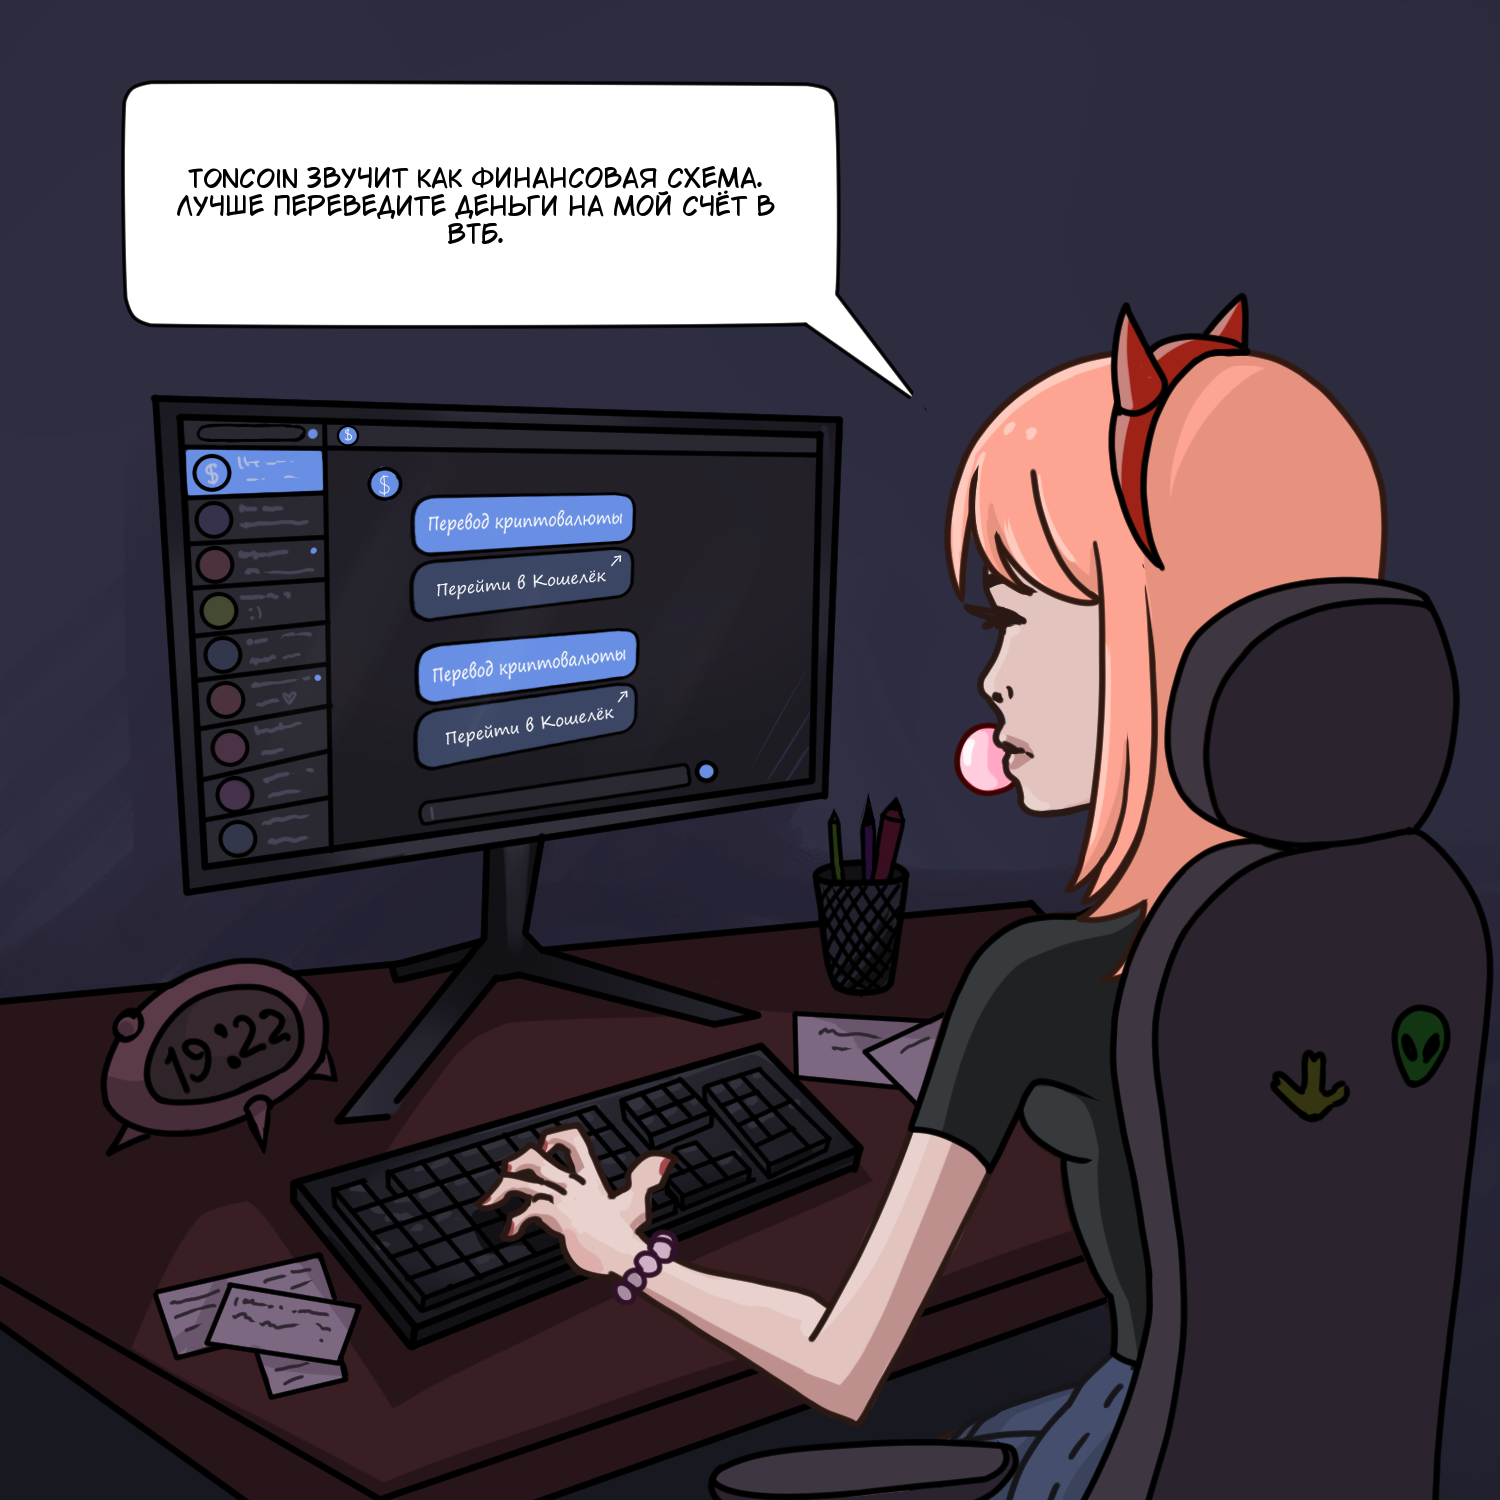 TONCOIN ЗВУЧИТ КАК ФИНАНСОВАЯ СХЕМА.
ЛУЧШЕ ПЕРЕВЕДИТЕ ДЕНЬГИ НА МОЙ СЧЁТ В
ВТБ.
$
$
$
Перевод криптовалюты
Перейти в Кошелёк
:)
Перевод криптовалюты
Перейти в Кошелёк
19:22